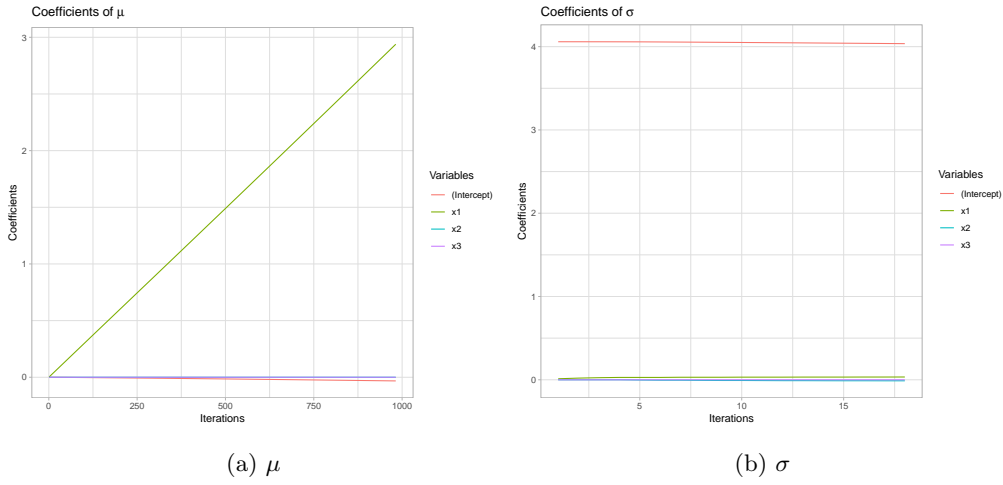 Coefficients of μ
3
2
1
0
Coefficients
0
250
500
750
1000
Iterations
Variables
(Intercept)
x1
x2
x3
(a) μ
Coefficients of σ
4
3
2
1
0
Coefficients
5
10
15
Iterations
Variables
(Intercept)
x1
x2
x3
(b) σ